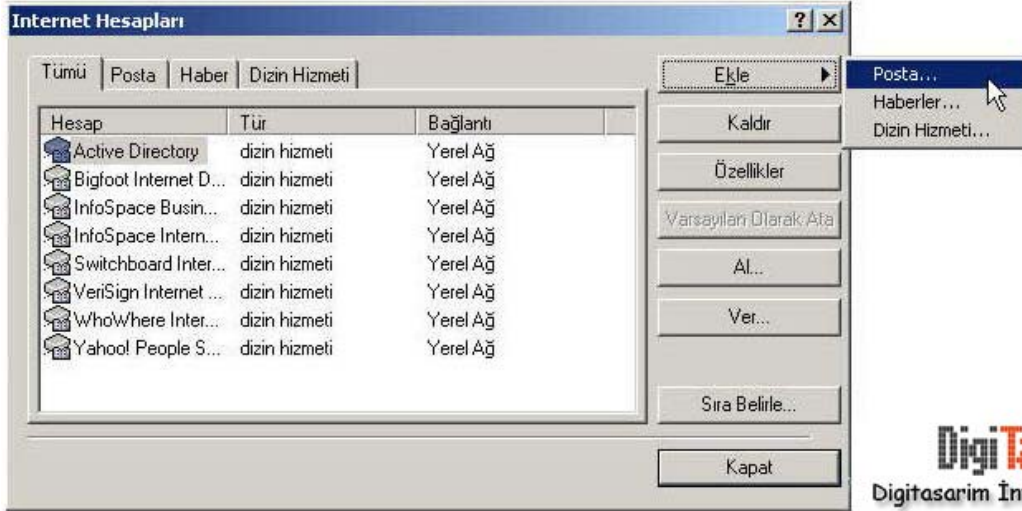 Internet Hesapları
Tümü Posta Haber Dizin Hizmeti
Hesap Tür Bağlantı
Active Directory dizin hizmeti Yerel Ağ
Bigfoot Internet D... dizin hizmeti Yerel Ağ
InfoSpace Busin... dizin hizmeti Yerel Ağ
InfoSpace Intern... dizin hizmeti Yerel Ağ
Switchboard Inter... dizin hizmeti Yerel Ağ
VeriSign Internet ... dizin hizmeti Yerel Ağ
WhoWhere Inter... dizin hizmeti Yerel Ağ
Yahoo! People S... dizin hizmeti Yerel Ağ
Ekle
Kaldır
Özellikler
Varsayılan Olarak Ata
Al...
Ver...
Sıra Belirle...
Kapat
Posta...
Haberler...
Dizin Hizmeti...
Digi
Digitasarim İn